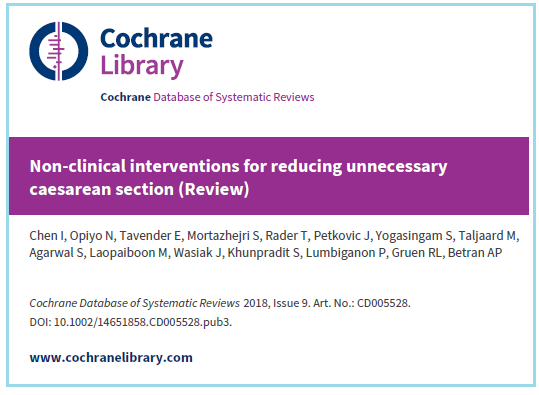 Cochrane
Library
Cochrane Database of Systematic Reviews
Non-clinical interventions for reducing unnecessary
caesarean section (Review)
Chen I, Opiyo N, Tavender E, Mortazhejri S, Rader T, Petkovic J, Yogasingam S, Taljaard M,
Agarwal S, Laopaiboon M, Wasiak J, Khunpradit S, Lumbiganon P, Gruen RL, Betran AP
Cochrane Database of Systematic Reviews 2018, Issue 9. Art. No.: CD005528.
DOI: 10.1002/14651858.CD005528.pub3.
www.cochranelibrary.com